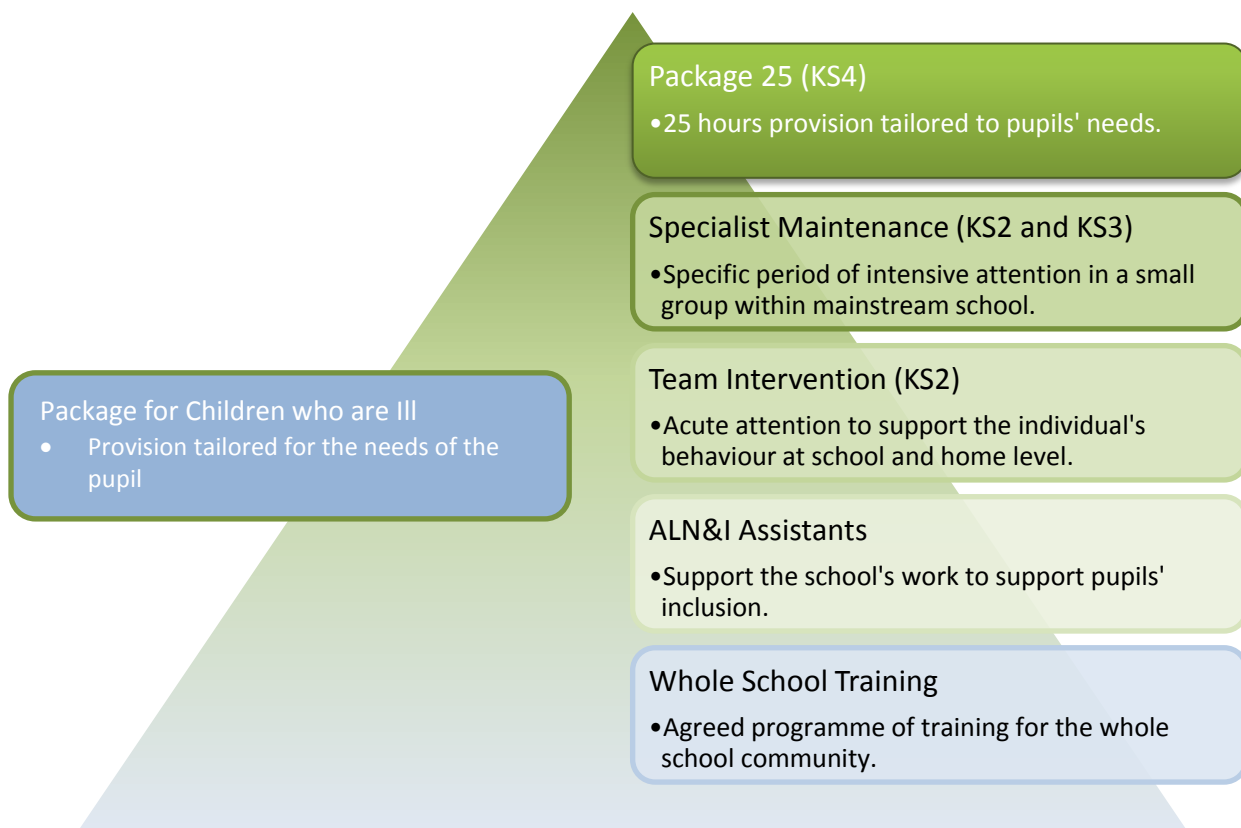 Package 25 (KS4)
•25 hours provision tailored to pupils' needs.
Specialist Maintenance (KS2 and KS3)
•Specific period of intensive attention in a small
group within mainstream school.
Package for Children who are Ill
• Provision tailored for the needs of the
pupil
Team Intervention (KS2)
•Acute attention to support the individual's
behaviour at school and home level.
ALN&I Assistants
•Support the school's work to support pupils'
inclusion.
Whole School Training
•Agreed programme of training for the whole
school community.